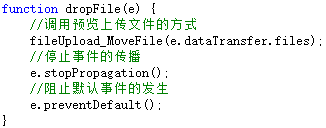 function dropFile(e) {
//调用预览上传文件的方式
fileUpload_MoveFile(e.dataTransfer.files);
//停止事件的传播
e.stopPropagation();
//阻止默认事件的发生
e.preventDefault();
}